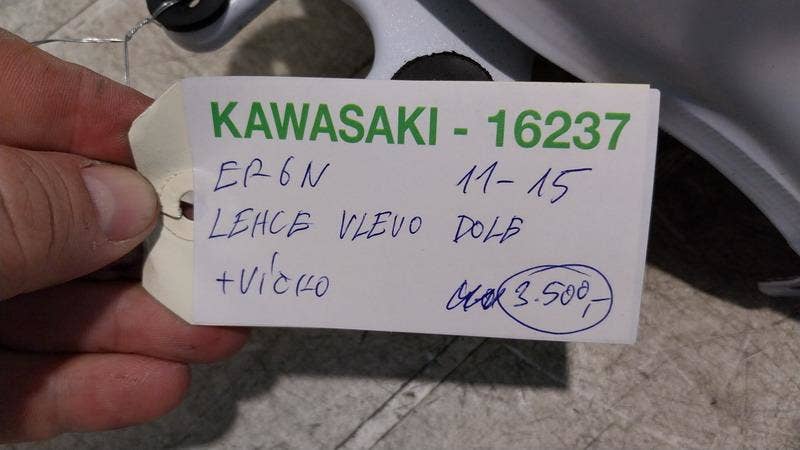 KAWASAKI - 16237
ER6N 11-15
LEHCE VLEVO DOLE
+VÍČKO 3.500,-